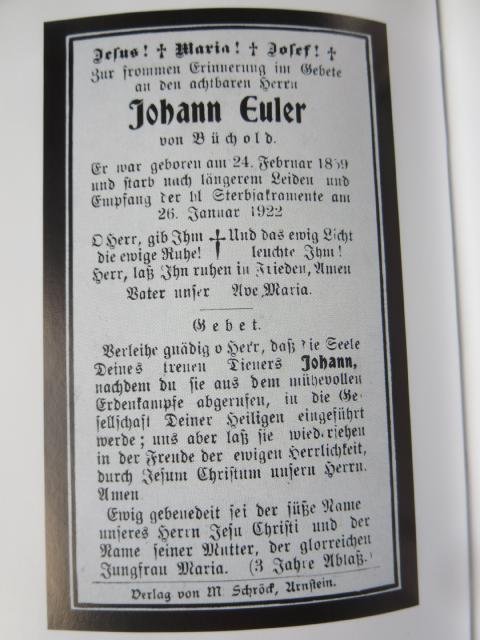 Jesus! † Maria! † Josef! †
Zur frommen Erinnerung im Gebete
an den achtbaren Herrn
Johann Euler
von Büchold.
Er war geboren am 24. Februar 1859
und starb nach längerem Leiden und
Empfang der hl Sterbsakramente am
26. Januar 1922
O Herr, gib Ihm † Und das ewig Licht
die ewige Ruhe! leuchte Ihm!
Herr, laß Ihn ruhen in Frieden, Amen
Vater unser Ave Maria.
Gebet.
Verleihe gnädig o Herr, daß die Seele
Deines treuen Dieners Johann,
nachdem du sie aus dem mühevollen
Erdenkampfe abgerufen, in die Ge-
sellschaft Deiner Heiligen eingeführt
werde; uns aber laß sie wiedersehen
in der Freude der ewigen Herrlichkeit,
durch Jesum Christum unsern Herrn.
Amen
Ewig gebenedeit sei der süße Name
unseres Herrn Jesu Christi und der
Name seiner Mutter, der glorreichen
Jungfrau Maria. (3 Jahre Ablaß.)
Verlag von M. Schröck, Arnstein.